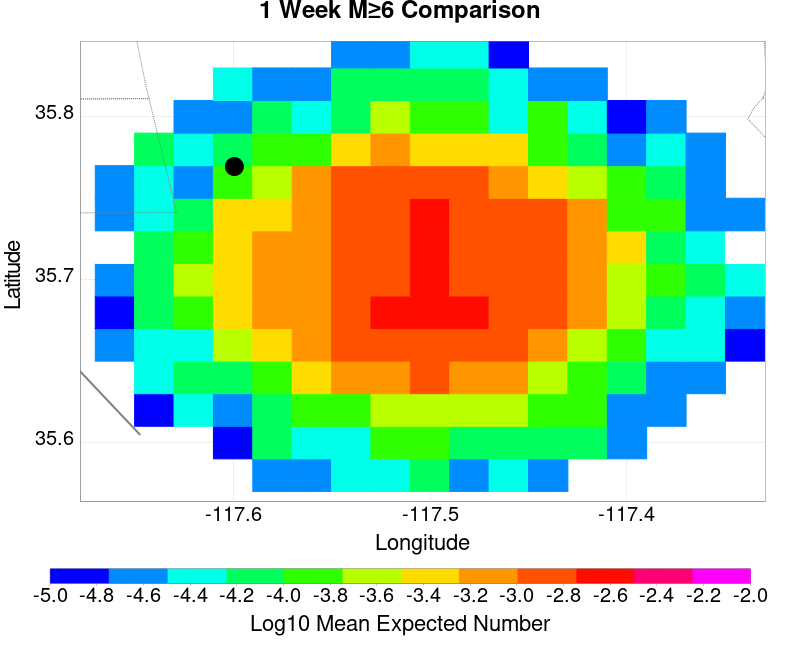 1 Week M≥6 Comparison
35.8
35.7
35.6
Latitude
-117.6 -117.5 -117.4
Longitude
-5.0 -4.8 -4.6 -4.4 -4.2 -4.0 -3.8 -3.6 -3.4 -3.2 -3.0 -2.8 -2.6 -2.4 -2.2 -2.0
Log10 Mean Expected Number